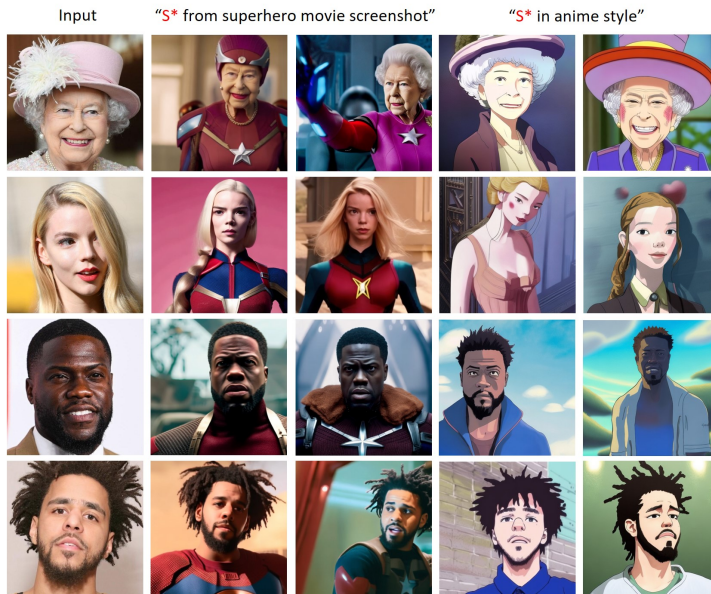 Input
“S* from superhero movie screenshot”
“S* in anime style”